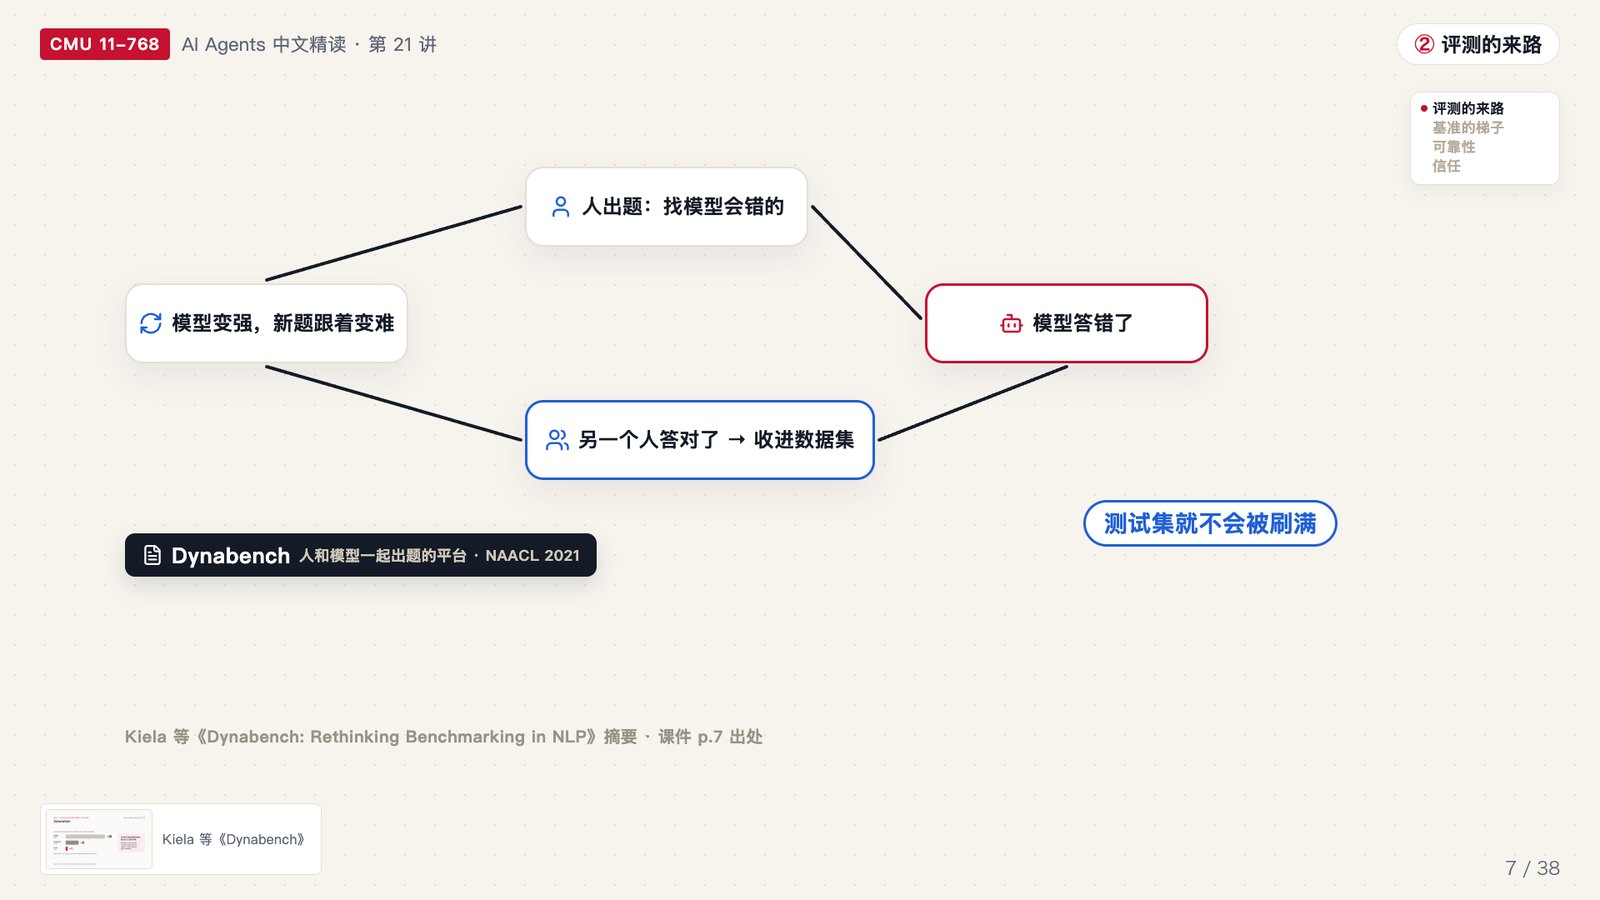 CMU 11-768 AI Agents 中文精读 · 第 21 讲
② 评测的来路
评测的来路
基准的梯子
可靠性
信任
人出题：找模型会错的
模型变强，新题跟着变难
模型答错了
另一个人答对了 → 收进数据集
测试集就不会被刷满
Dynabench 人和模型一起出题的平台 · NAACL 2021
Kiela 等《Dynabench: Rethinking Benchmarking in NLP》摘要 · 课件 p.7 出处
Kiela 等《Dynabench》
7 / 38